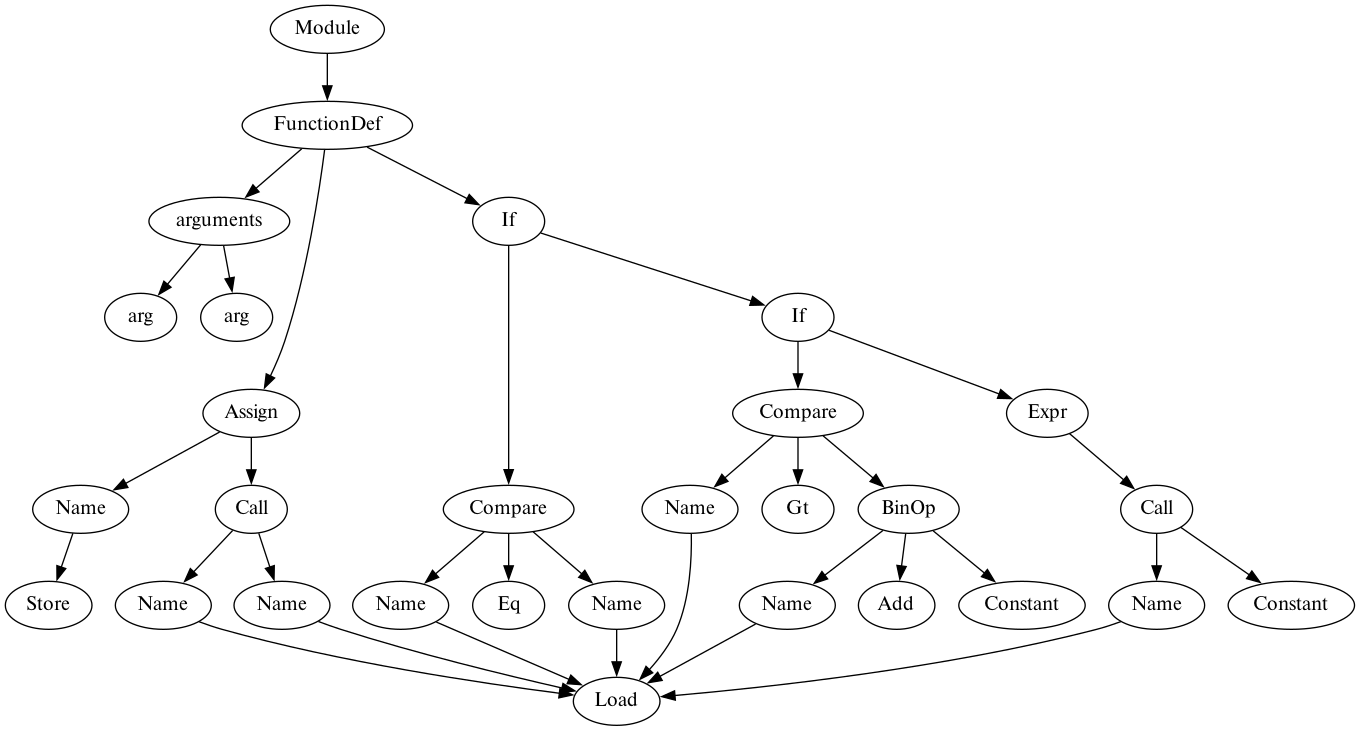 Module
FunctionDef
arguments If
arg arg If
Assign Compare Expr
Name Call Compare Name Gt BinOp Call
Store Name Name Name Eq Name Name Add Constant Name Constant
Load